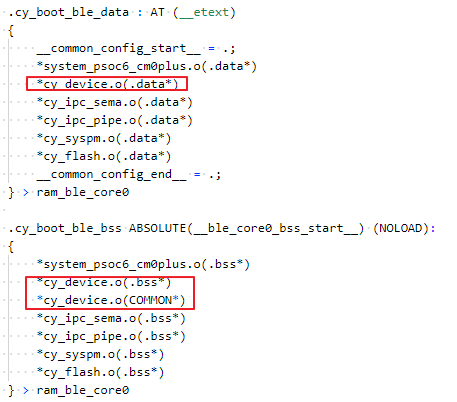 .cy_boot_ble_data : AT (__etext)
{
    __common_config_start__ = .;
    *system_psoc6_cm0plus.o(.data*)
    *cy_device.o(.data*)
    *cy_ipc_sema.o(.data*)
    *cy_ipc_pipe.o(.data*)
    *cy_syspm.o(.data*)
    *cy_flash.o(.data*)
    __common_config_end__ = .;
} > ram_ble_core0
.cy_boot_ble_bss ABSOLUTE(__ble_core0_bss_start__) (NOLOAD):
{
    *system_psoc6_cm0plus.o(.bss*)
    *cy_device.o(.bss*)
    *cy_device.o(COMMON*)
    *cy_ipc_sema.o(.bss*)
    *cy_ipc_pipe.o(.bss*)
    *cy_syspm.o(.bss*)
    *cy_flash.o(.bss*)
} > ram_ble_core0